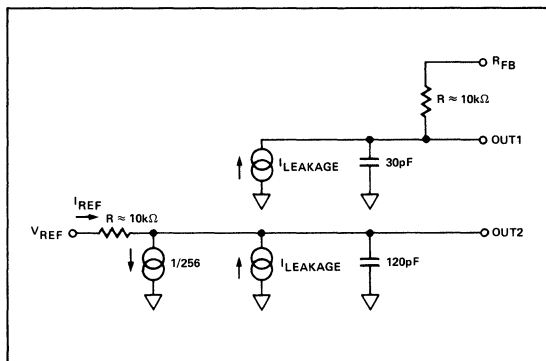 R_FB
R ≈ 10kΩ
OUT1
I_LEAKAGE
30pF
I_REF
R ≈ 10kΩ
V_REF
OUT2
1/256
I_LEAKAGE
120pF